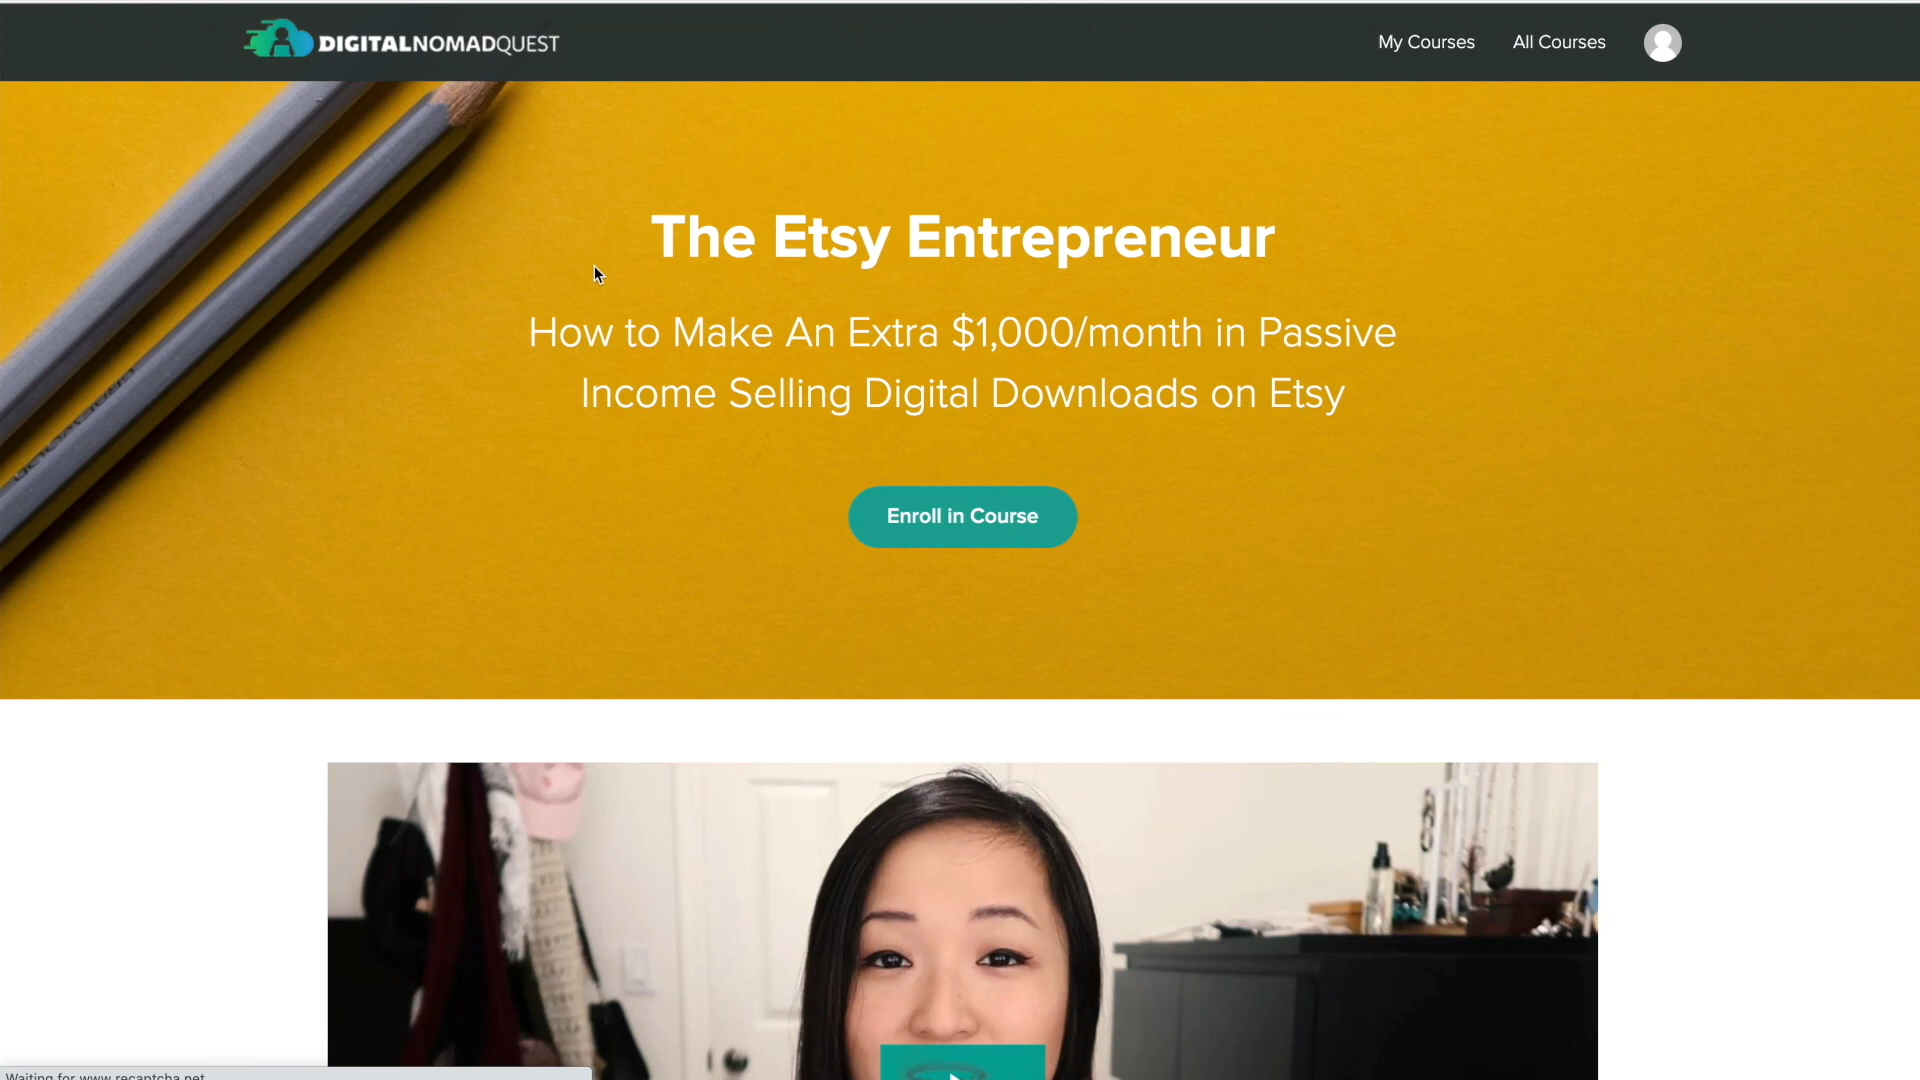 DIGITALNOMADQUEST
My Courses
All Courses
The Etsy Entrepreneur
How to Make An Extra $1,000/month in Passive
Income Selling Digital Downloads on Etsy
Enroll in Course
Waiting for www.recaptcha.net